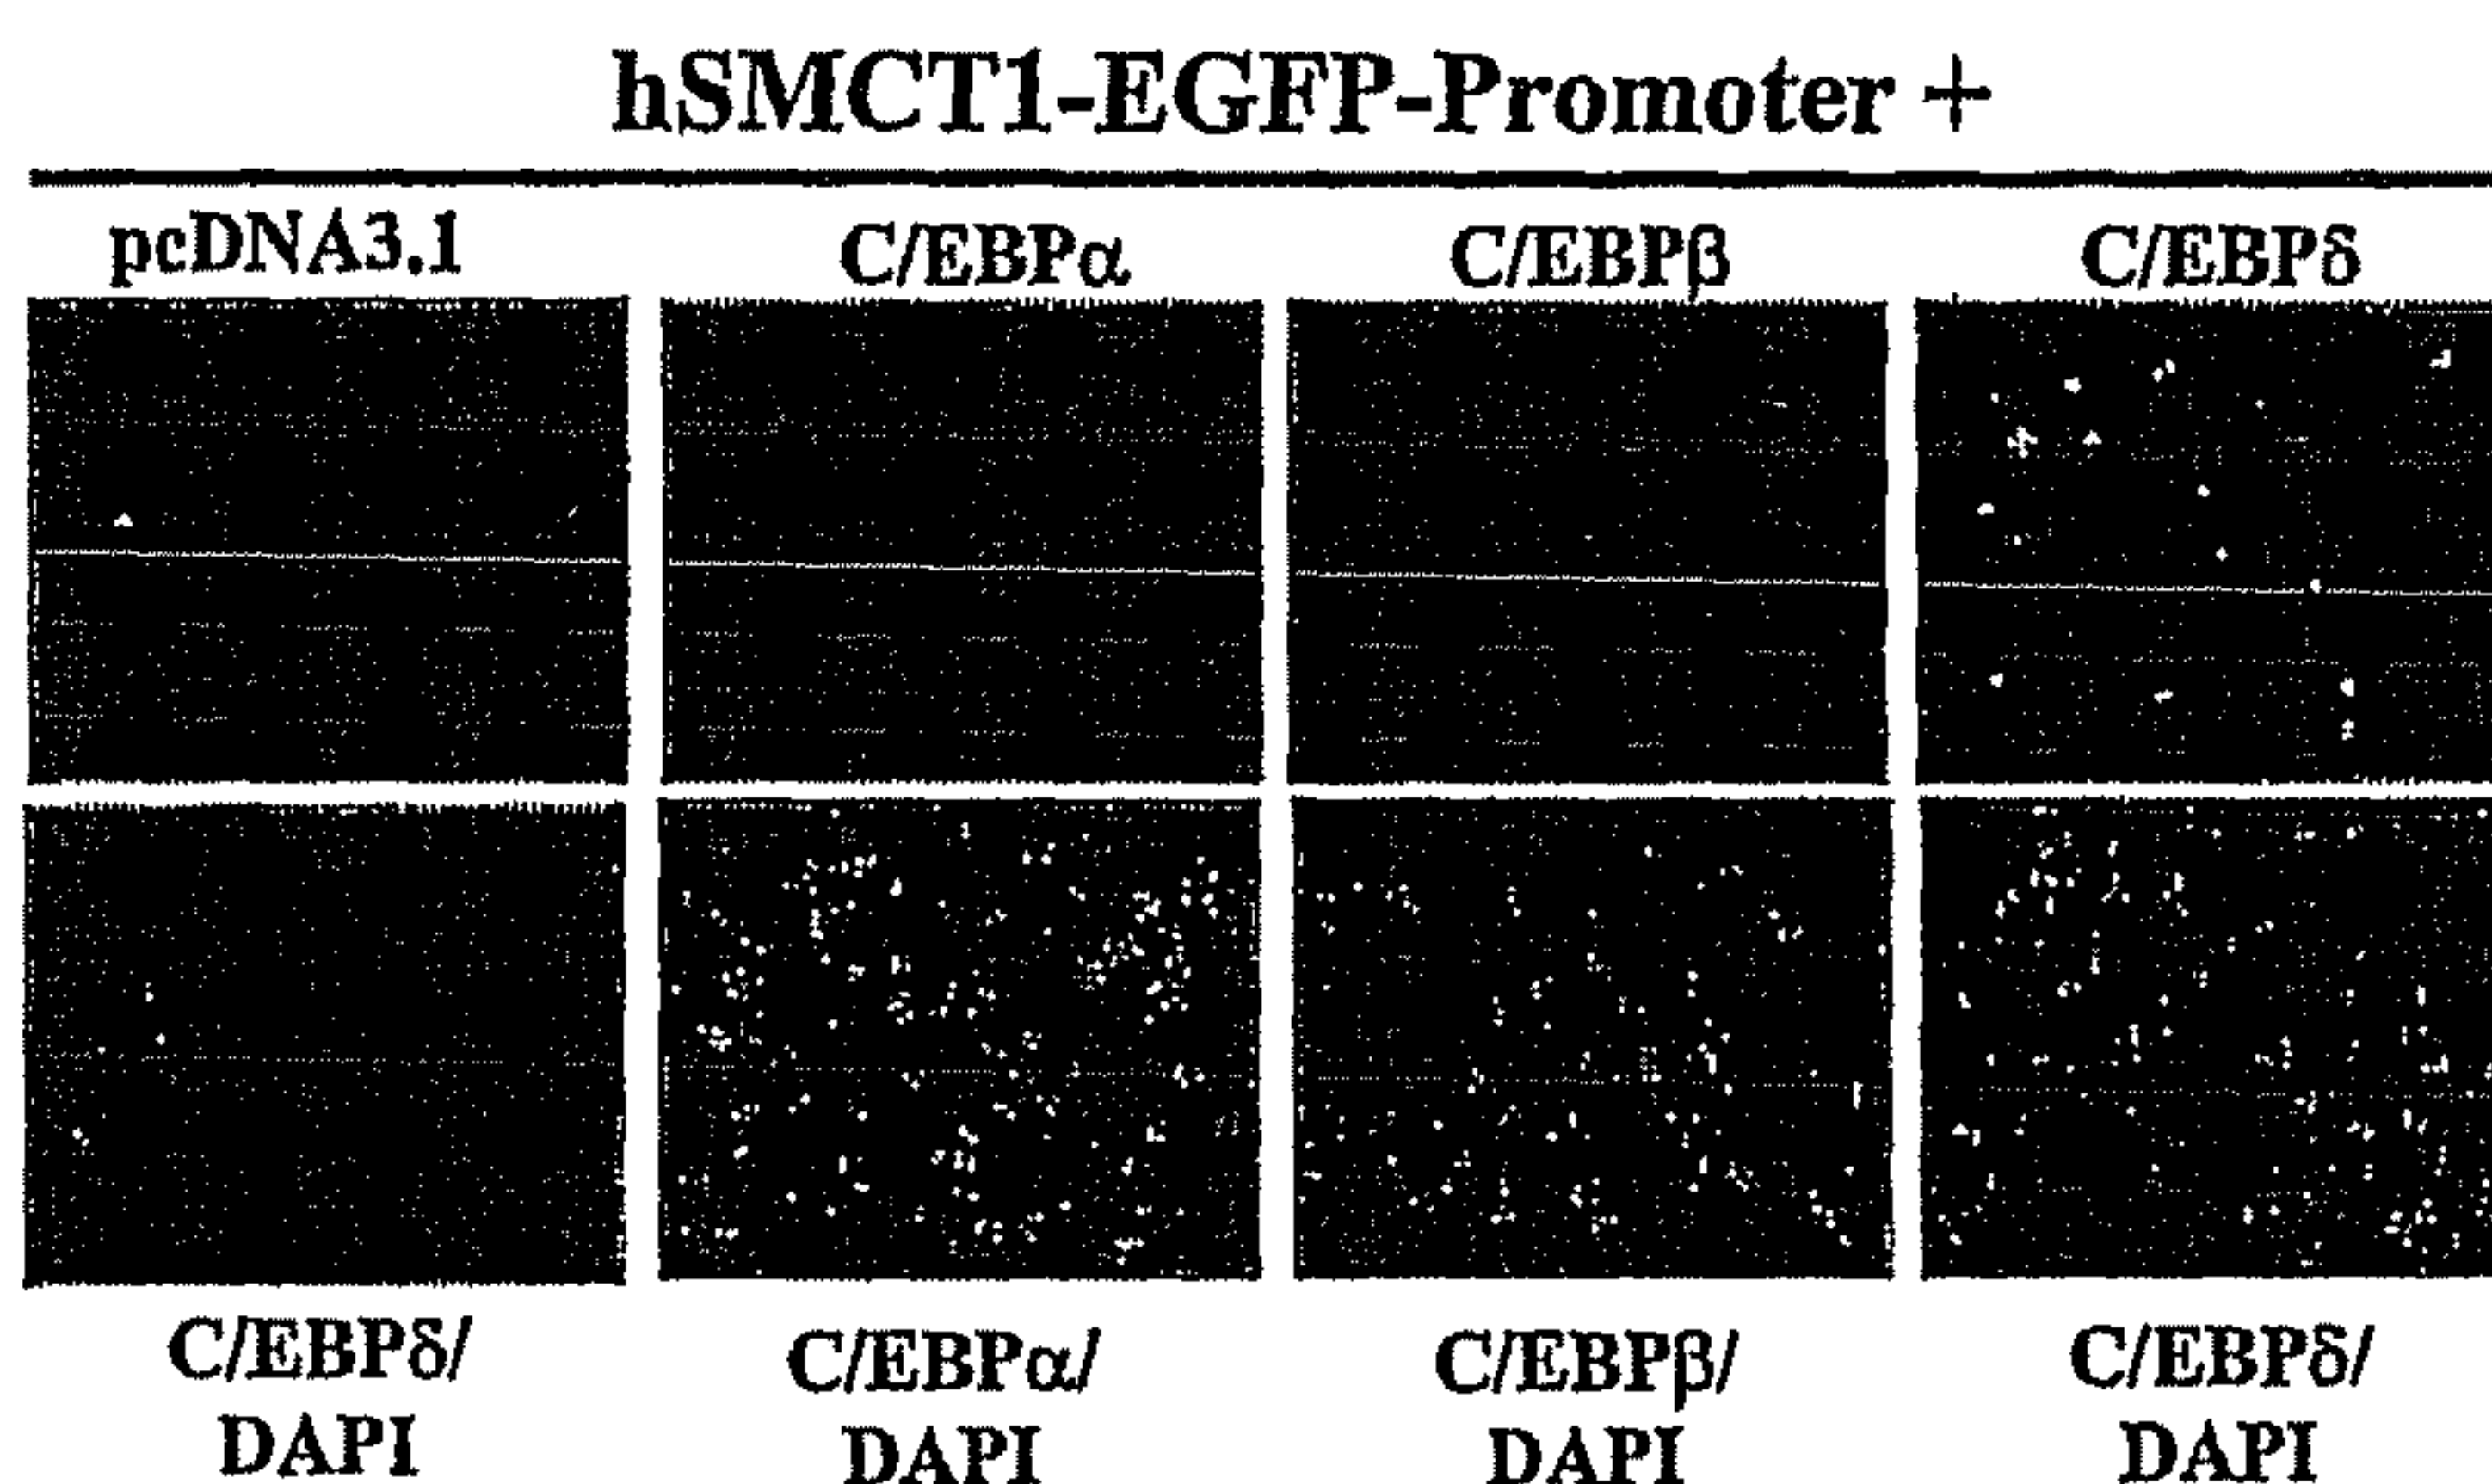 hSMCT1-EGFP-Promoter +
pcDNA3.1 C/EBPα C/EBPβ C/EBPδ
C/EBPδ/ C/EBPα/ C/EBPβ/ C/EBPδ/
DAPI DAPI DAPI DAPI